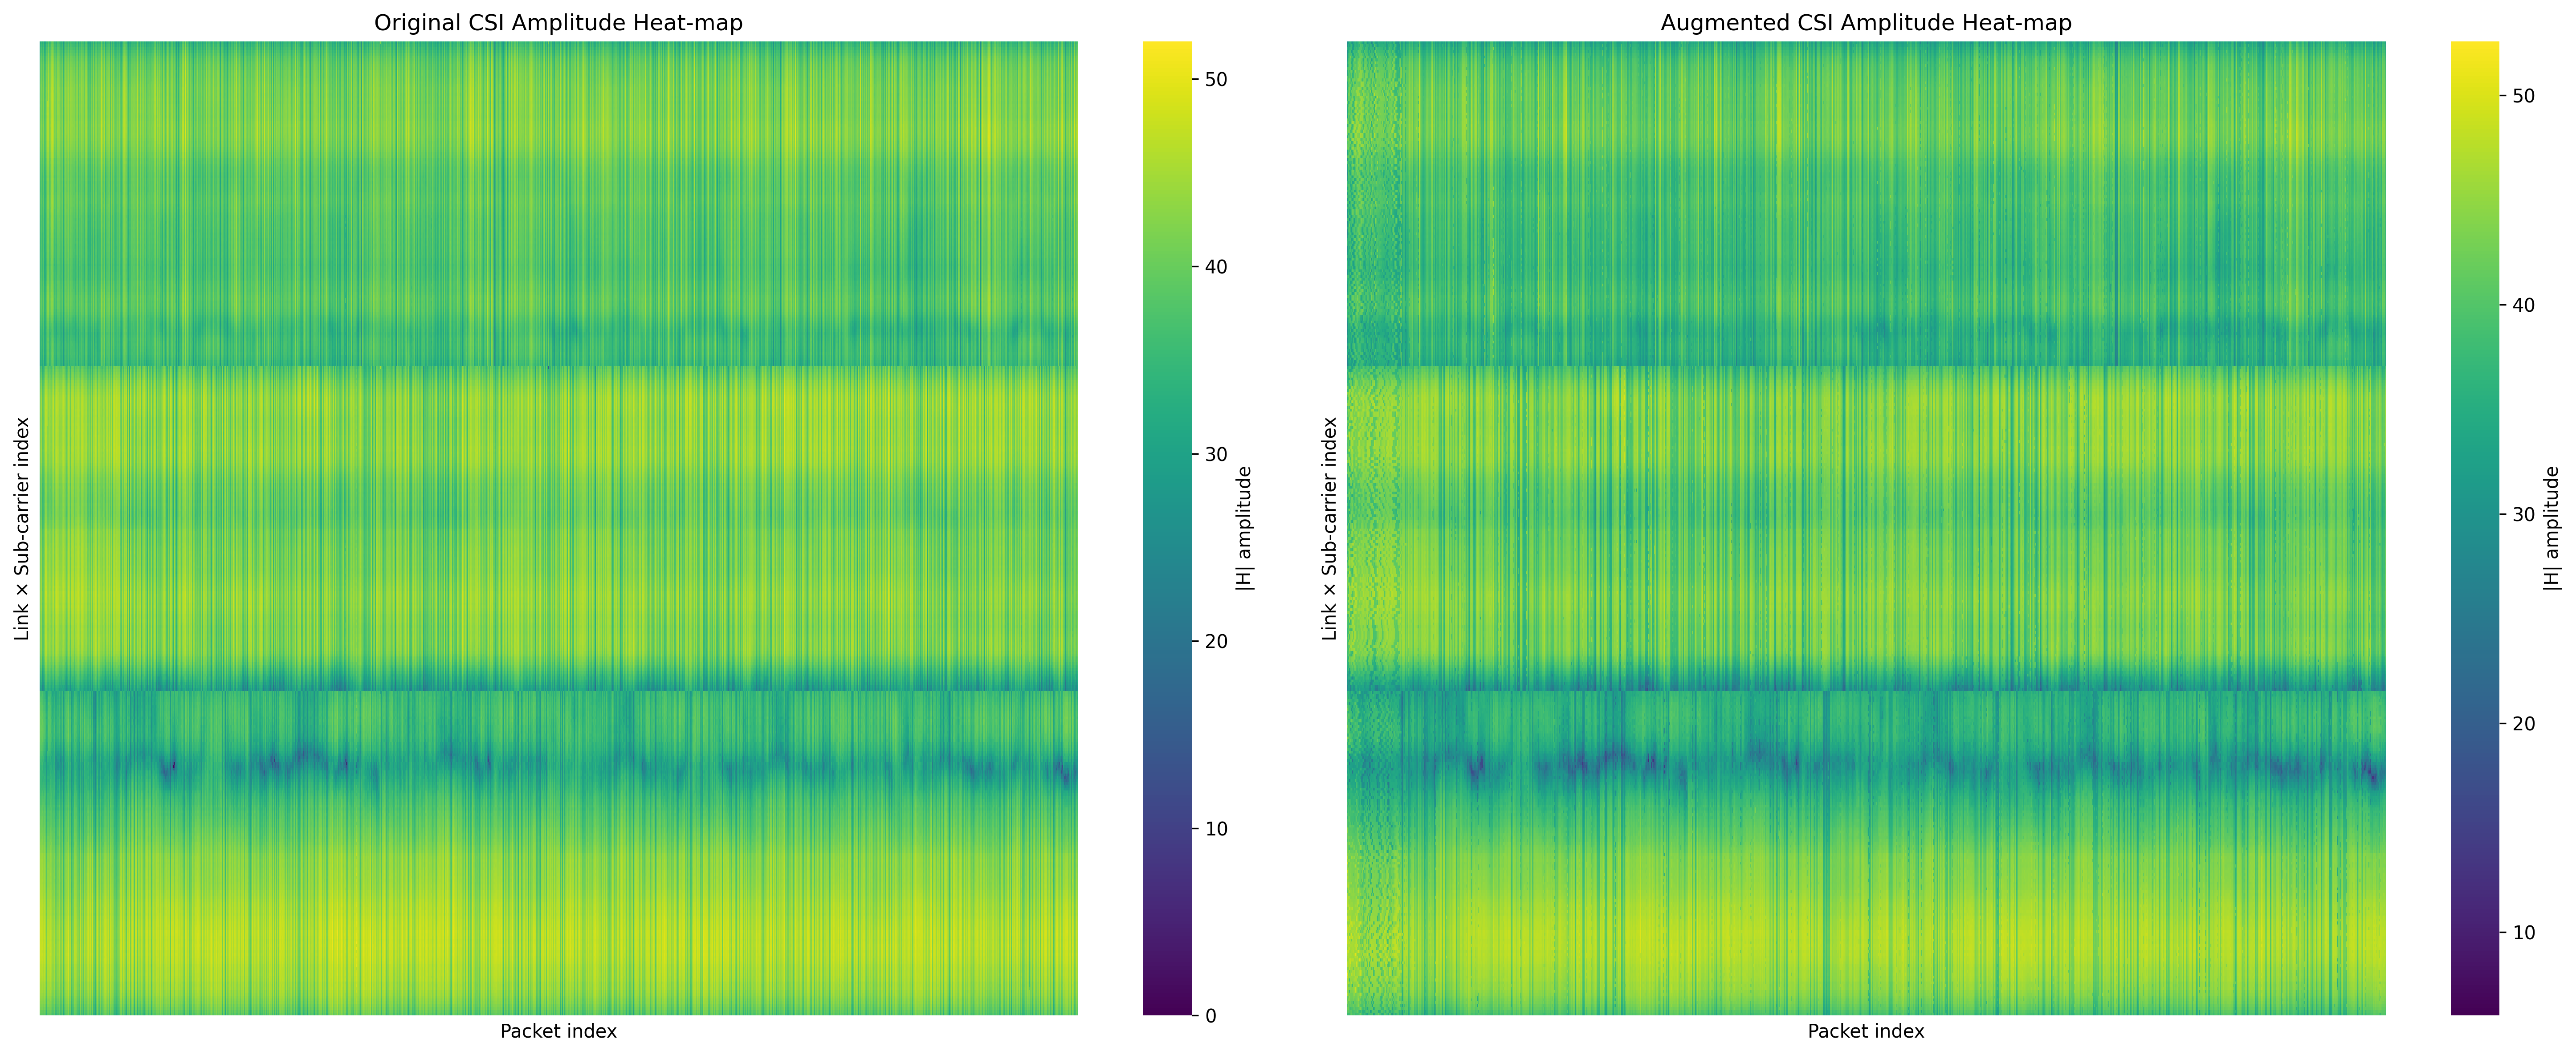 Original CSI Amplitude Heat-map
Link × Sub-carrier index
Packet index
50
40
30
20
10
0
|H| amplitude
Augmented CSI Amplitude Heat-map
Link × Sub-carrier index
Packet index
50
40
30
20
10
|H| amplitude